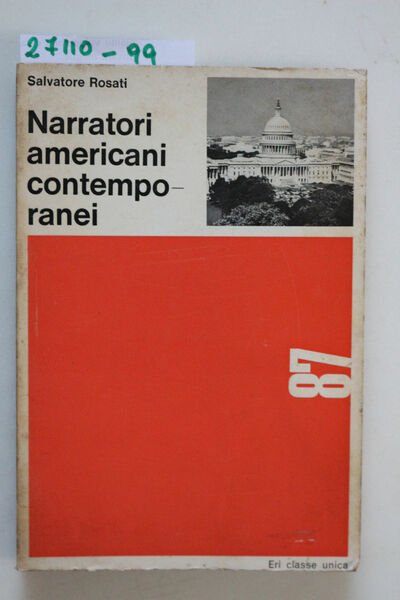 27110-99
Salvatore Rosati
Narratori
americani
contempo-
ranei
87
Eri classe unica